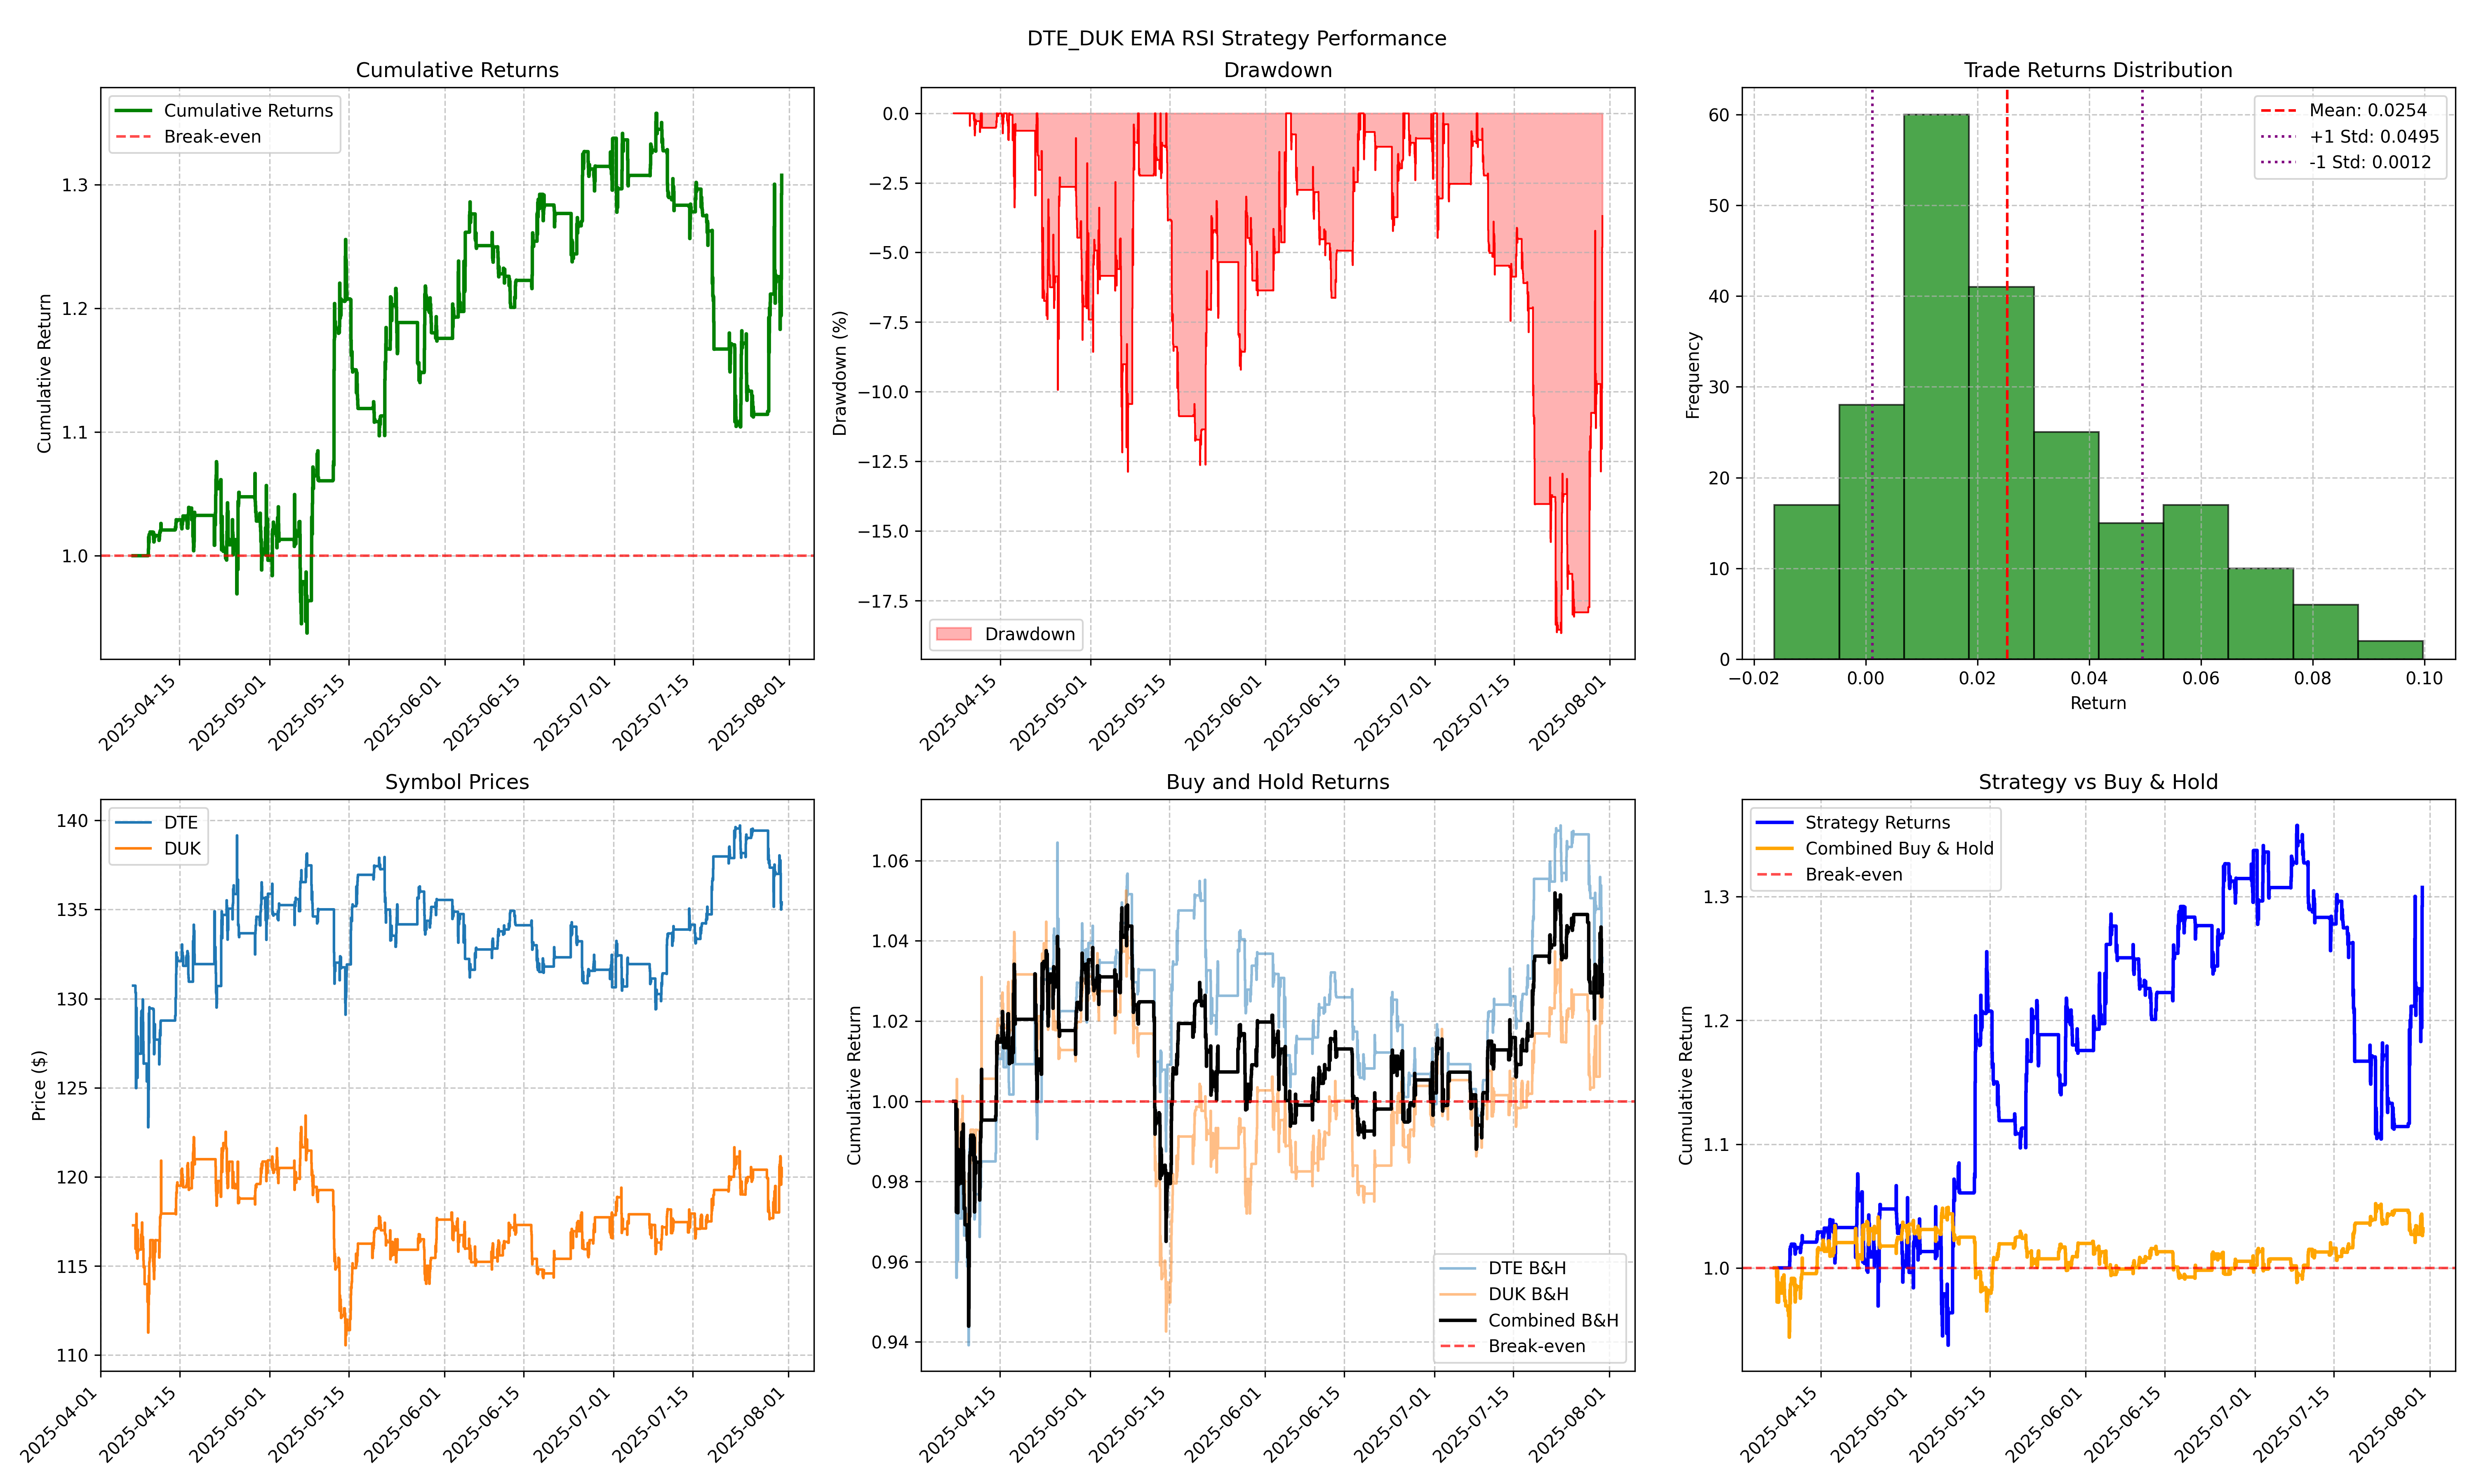 DTE_DUK EMA RSI Strategy Performance
Cumulative Returns
Cumulative Returns
Break-even
Cumulative Return
1.3
1.2
1.1
1.0
2025-04-15
2025-05-01
2025-05-15
2025-06-01
2025-06-15
2025-07-01
2025-07-15
2025-08-01
Drawdown
Drawdown (%)
0.0
−2.5
−5.0
−7.5
−10.0
−12.5
−15.0
−17.5
Drawdown
2025-04-15
2025-05-01
2025-05-15
2025-06-01
2025-06-15
2025-07-01
2025-07-15
2025-08-01
Trade Returns Distribution
Mean: 0.0254
+1 Std: 0.0495
-1 Std: 0.0012
Frequency
60
50
40
30
20
10
0
−0.02
0.00
0.02
0.04
0.06
0.08
0.10
Return
Symbol Prices
DTE
DUK
Price ($)
140
135
130
125
120
115
110
2025-04-01
2025-04-15
2025-05-01
2025-05-15
2025-06-01
2025-06-15
2025-07-01
2025-07-15
2025-08-01
Buy and Hold Returns
Cumulative Return
1.06
1.04
1.02
1.00
0.98
0.96
0.94
DTE B&H
DUK B&H
Combined B&H
Break-even
2025-04-15
2025-05-01
2025-05-15
2025-06-01
2025-06-15
2025-07-01
2025-07-15
2025-08-01
Strategy vs Buy & Hold
Strategy Returns
Combined Buy & Hold
Break-even
Cumulative Return
1.3
1.2
1.1
1.0
2025-04-15
2025-05-01
2025-05-15
2025-06-01
2025-06-15
2025-07-01
2025-07-15
2025-08-01